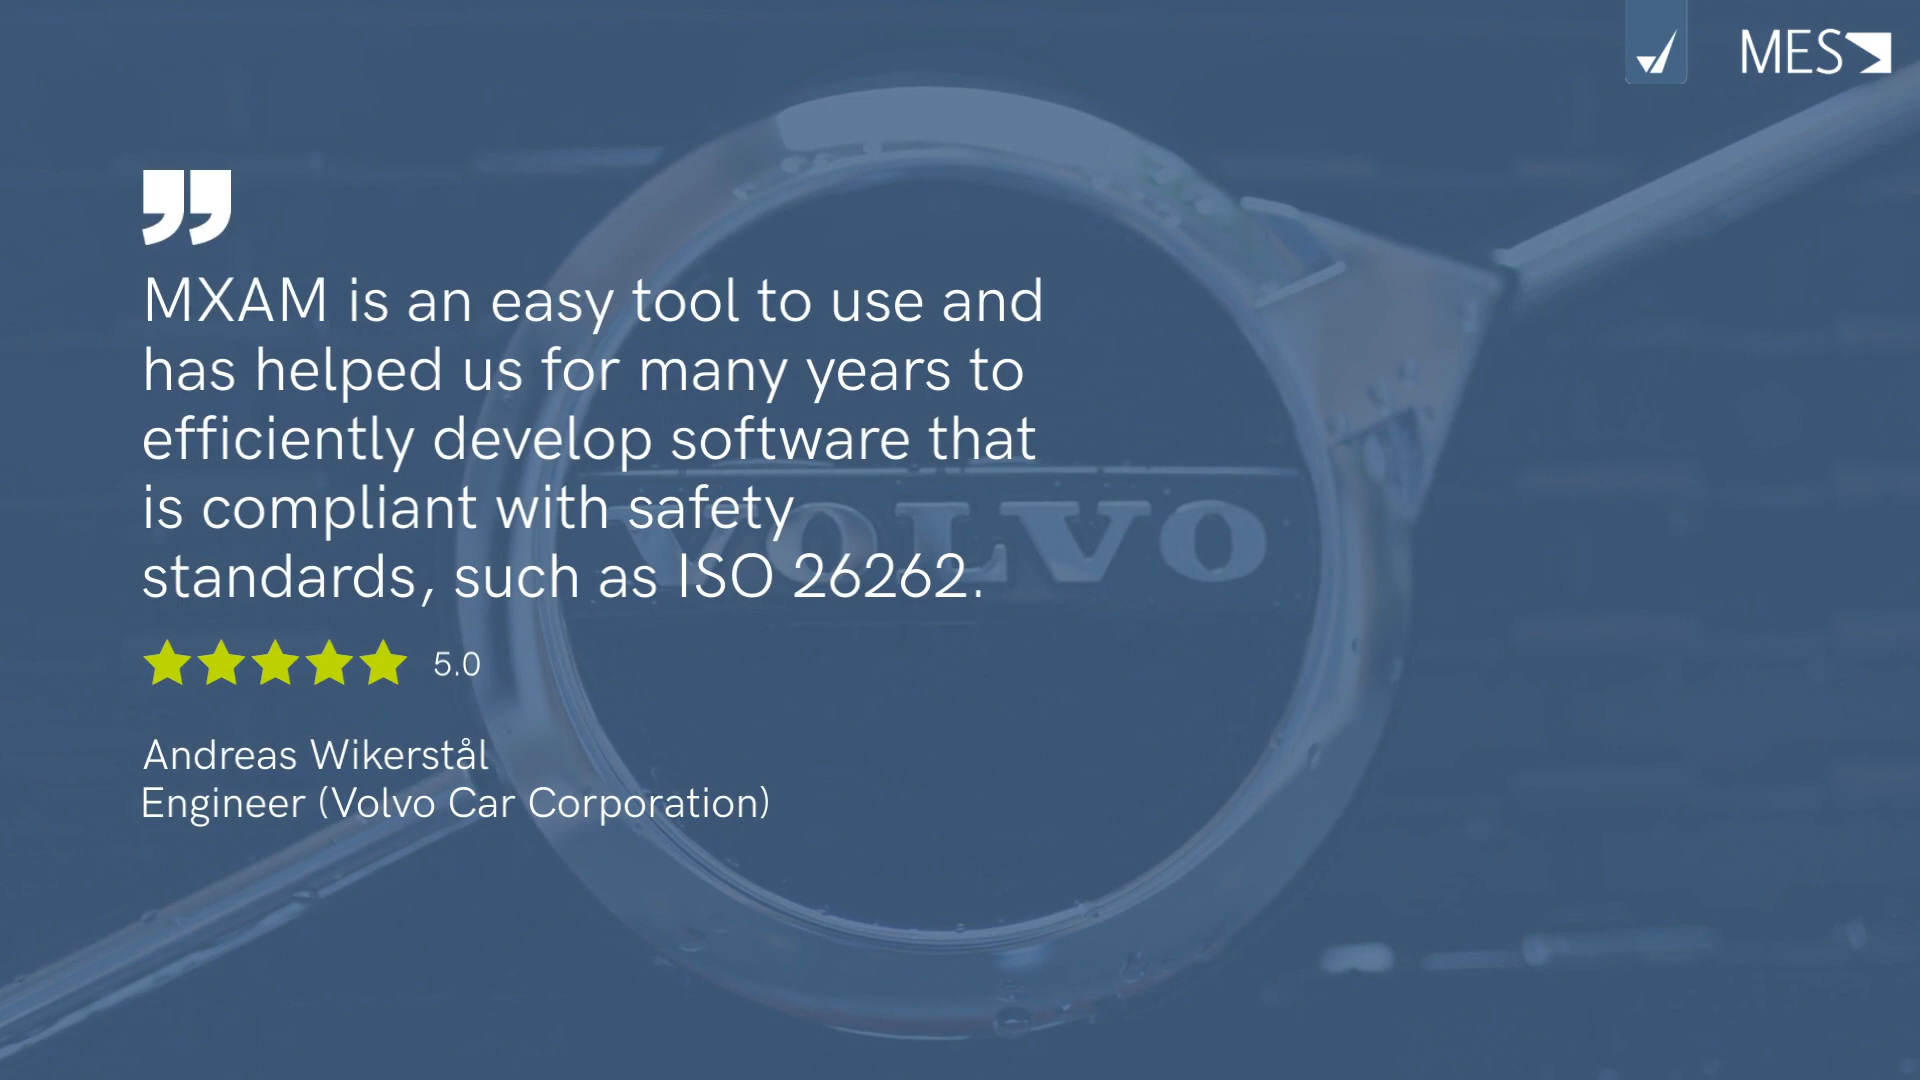 MES
MXAM is an easy tool to use and
has helped us for many years to
efficiently develop software that
is compliant with safety
standards, such as ISO 26262.
VOLVO
5.0
Andreas Wikerstål
Engineer (Volvo Car Corporation)